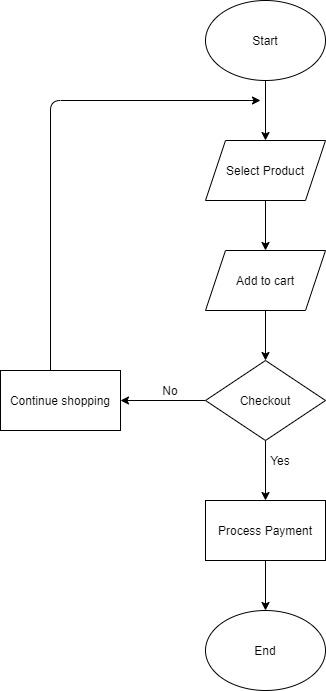 Start
Select Product
Add to cart
Checkout
No
Continue shopping
Yes
Process Payment
End